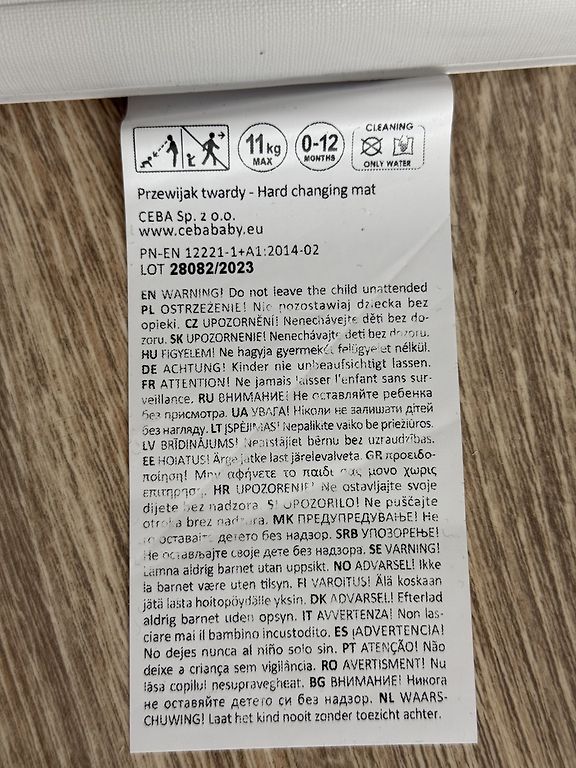 11kg
MAX
0-12
MONTHS
CLEANING
ONLY WATER
Przewijak twardy - Hard changing mat
CEBA Sp. z o.o.
www.cebababy.eu
PN-EN 12221-1+A1:2014-02
LOT 28082/2023
EN WARNING! Do not leave the child unattended
PL OSTRZEŻENIE! Nie pozostawiaj dziecka bez
opieki. CZ UPOZORNĚNÍ! Nenechávejte děti bez do-
zoru. SK UPOZORNENIE! Nenechávajte deti bez dozoru.
HU FIGYELEM! Ne hagyja gyermekét felügyelet nélkül.
DE ACHTUNG! Kinder nie unbeaufsichtigt lassen.
FR ATTENTION! Ne jamais laisser l'enfant sans sur-
veillance. RU ВНИМАНИЕ! Не оставляйте ребенка
без присмотра. UA УВАГА! Ніколи не залишати дітей
без нагляду. LT ĮSPĖJIMAS! Nepalikite vaiko be priežiūros.
LV BRĪDINĀJUMS! Neatstājiet bērnu bez uzraudzības.
EE HOIATUS! Ärge jätke last järelevalveta. GR προειδο-
ποίηση! Μην αφήνετε το παιδί σας μόνο χωρίς
επιτήρηση. HR UPOZORENJE! Ne ostavljajte svoje
dijete bez nadzora. SI OPOZORILO! Ne puščajte
otroka brez nadzora. MK ПРЕДУПРЕДУВАЊЕ! Не
го оставајте детето без надзор. SRB УПОЗОРЕЊЕ!
Не остављајте своје дете без надзора. SE VARNING!
Lämna aldrig barnet utan uppsikt. NO ADVARSEL! Ikke
la barnet være uten tilsyn. FI VAROITUS! Älä koskaan
jätä lasta hoitopöydälle yksin. DK ADVARSEL! Efterlad
aldrig barnet uden opsyn. IT AVVERTENZA! Non las-
ciare mai il bambino incustodito. ES ¡ADVERTENCIA!
No dejes nunca al niño solo sin. PT ATENÇÃO! Não
deixe a criança sem vigilância. RO AVERTISMENT! Nu
lăsa copilul nesupravegheat. BG ВНИМАНИЕ! Никога
не оставяйте детето си без надзор. NL WAARS-
CHUWING! Laat het kind nooit zonder toezicht achter.